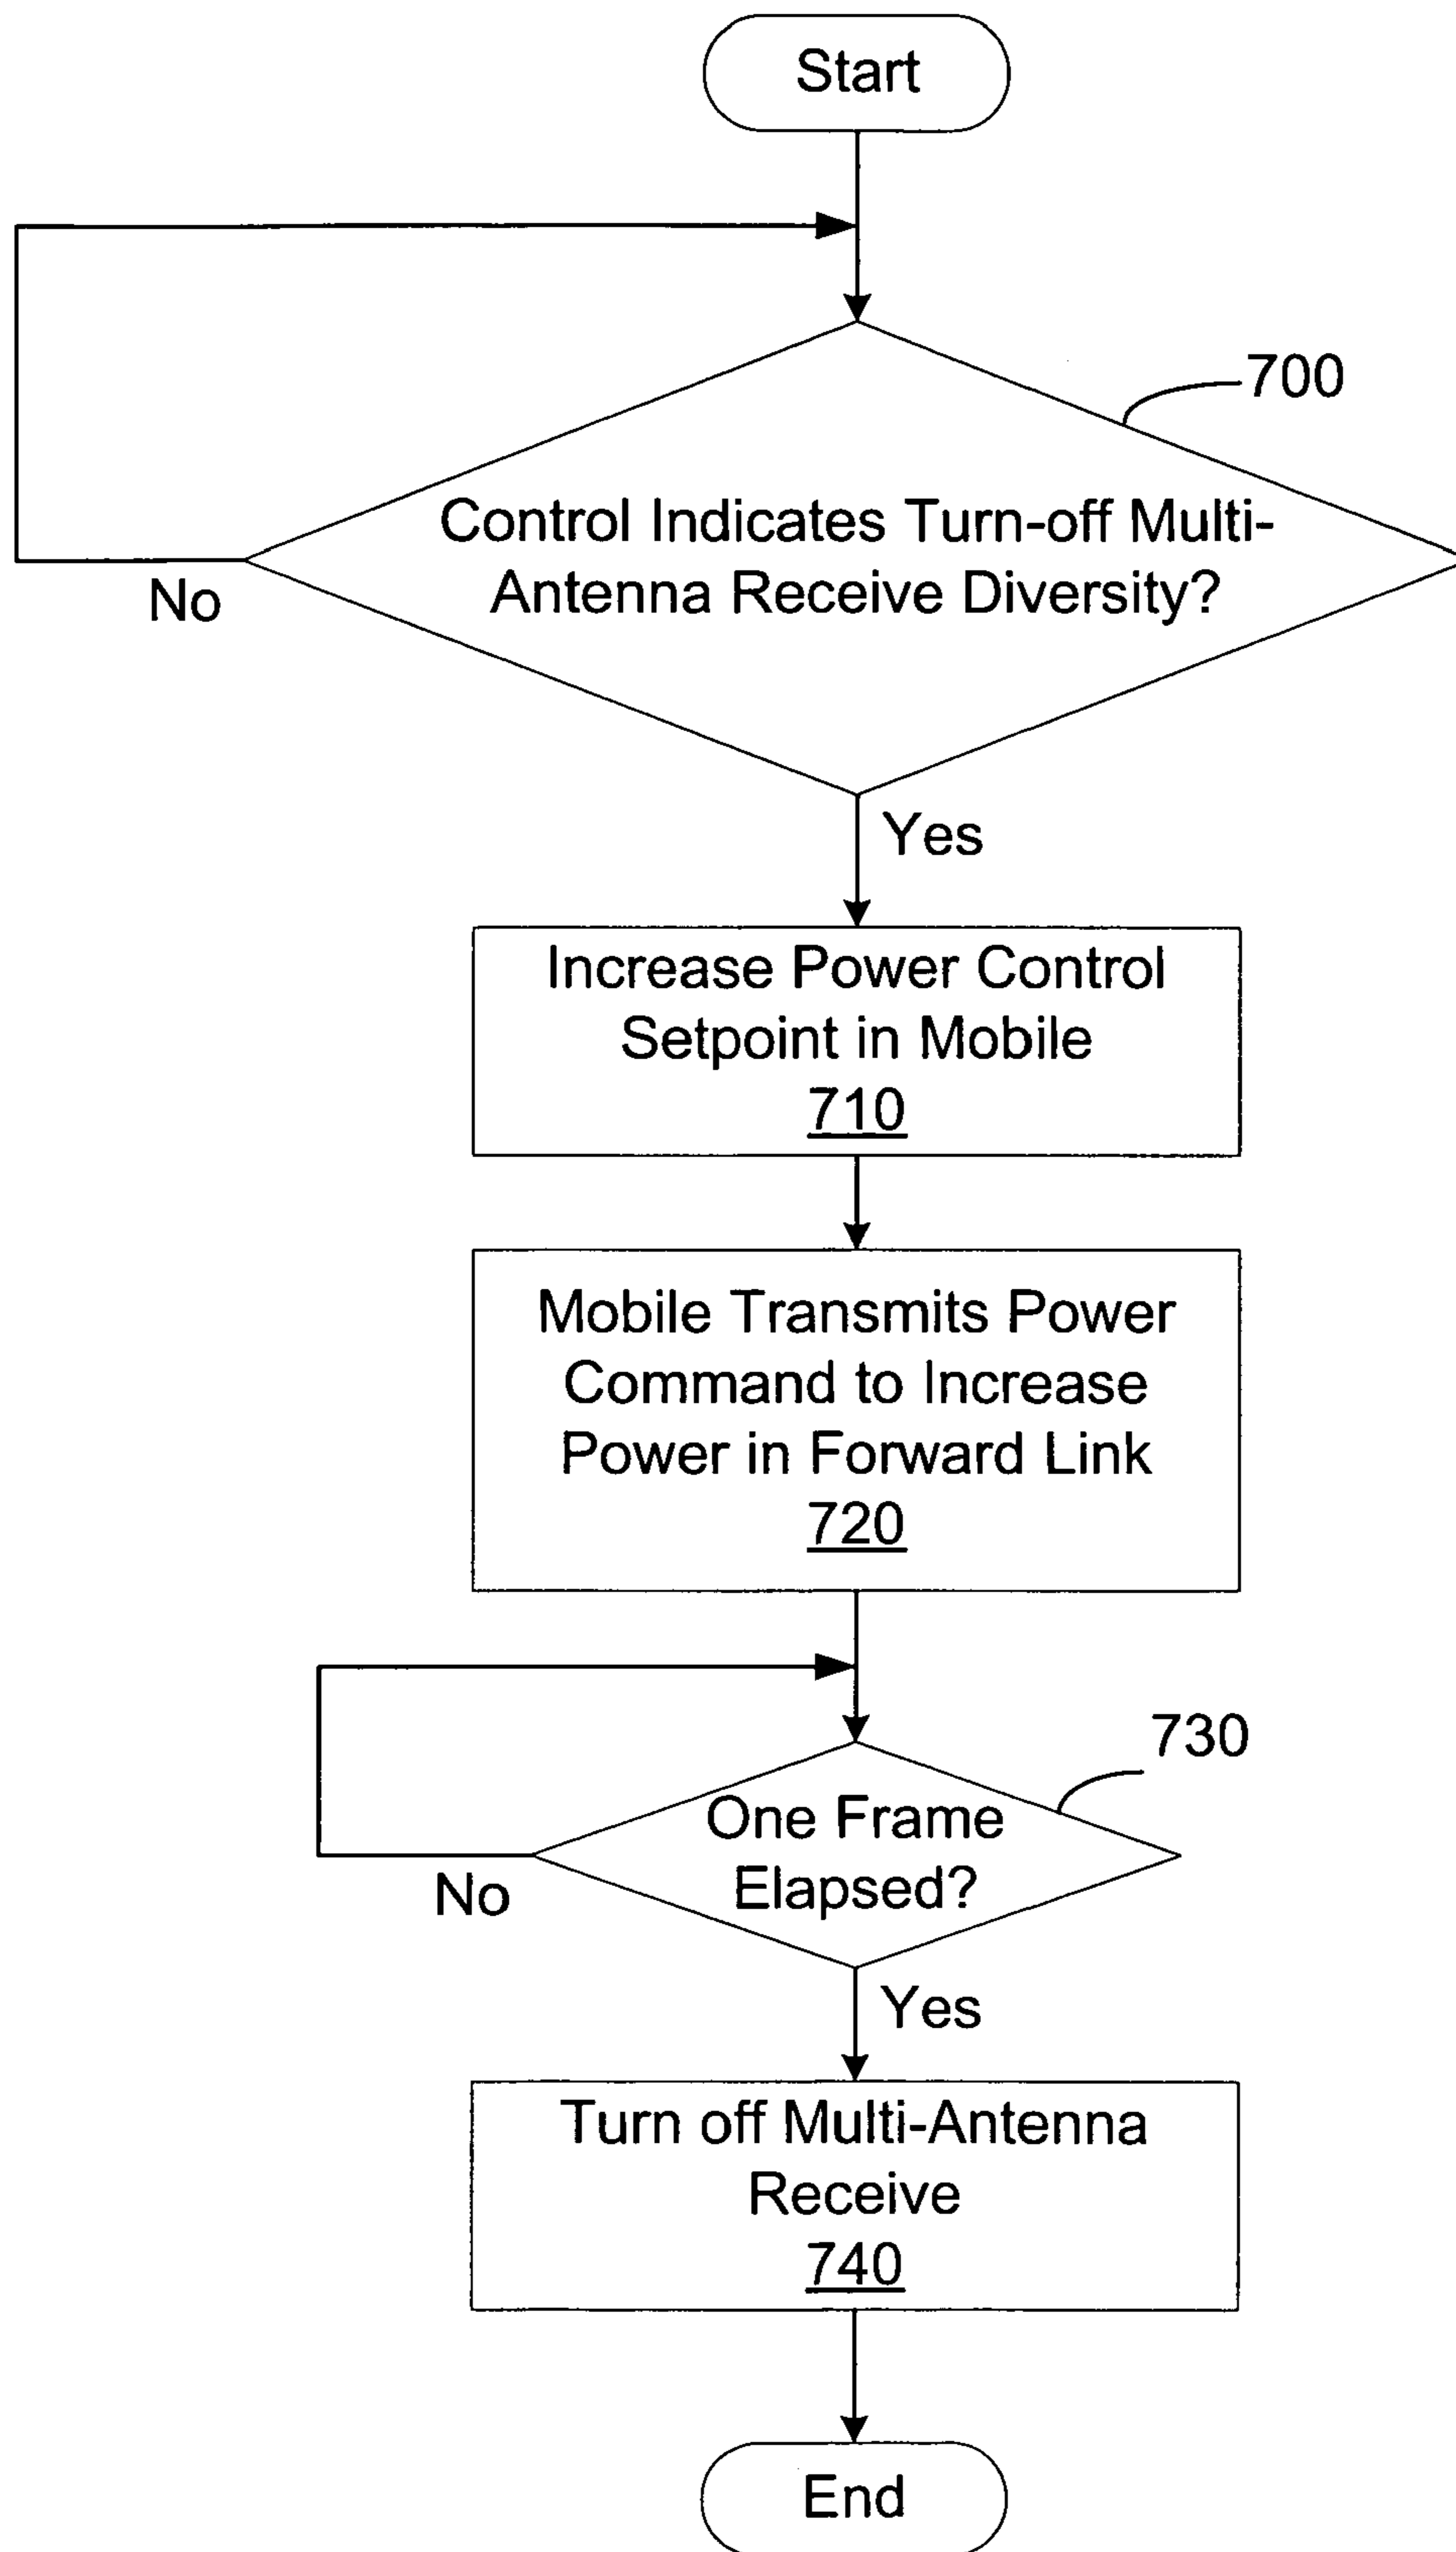 Start
700
Control Indicates Turn-off Multi-
Antenna Receive Diversity?
No
Yes
Increase Power Control
Setpoint in Mobile
710
Mobile Transmits Power
Command to Increase
Power in Forward Link
720
730
One Frame
Elapsed?
No
Yes
Turn off Multi-Antenna
Receive
740
End